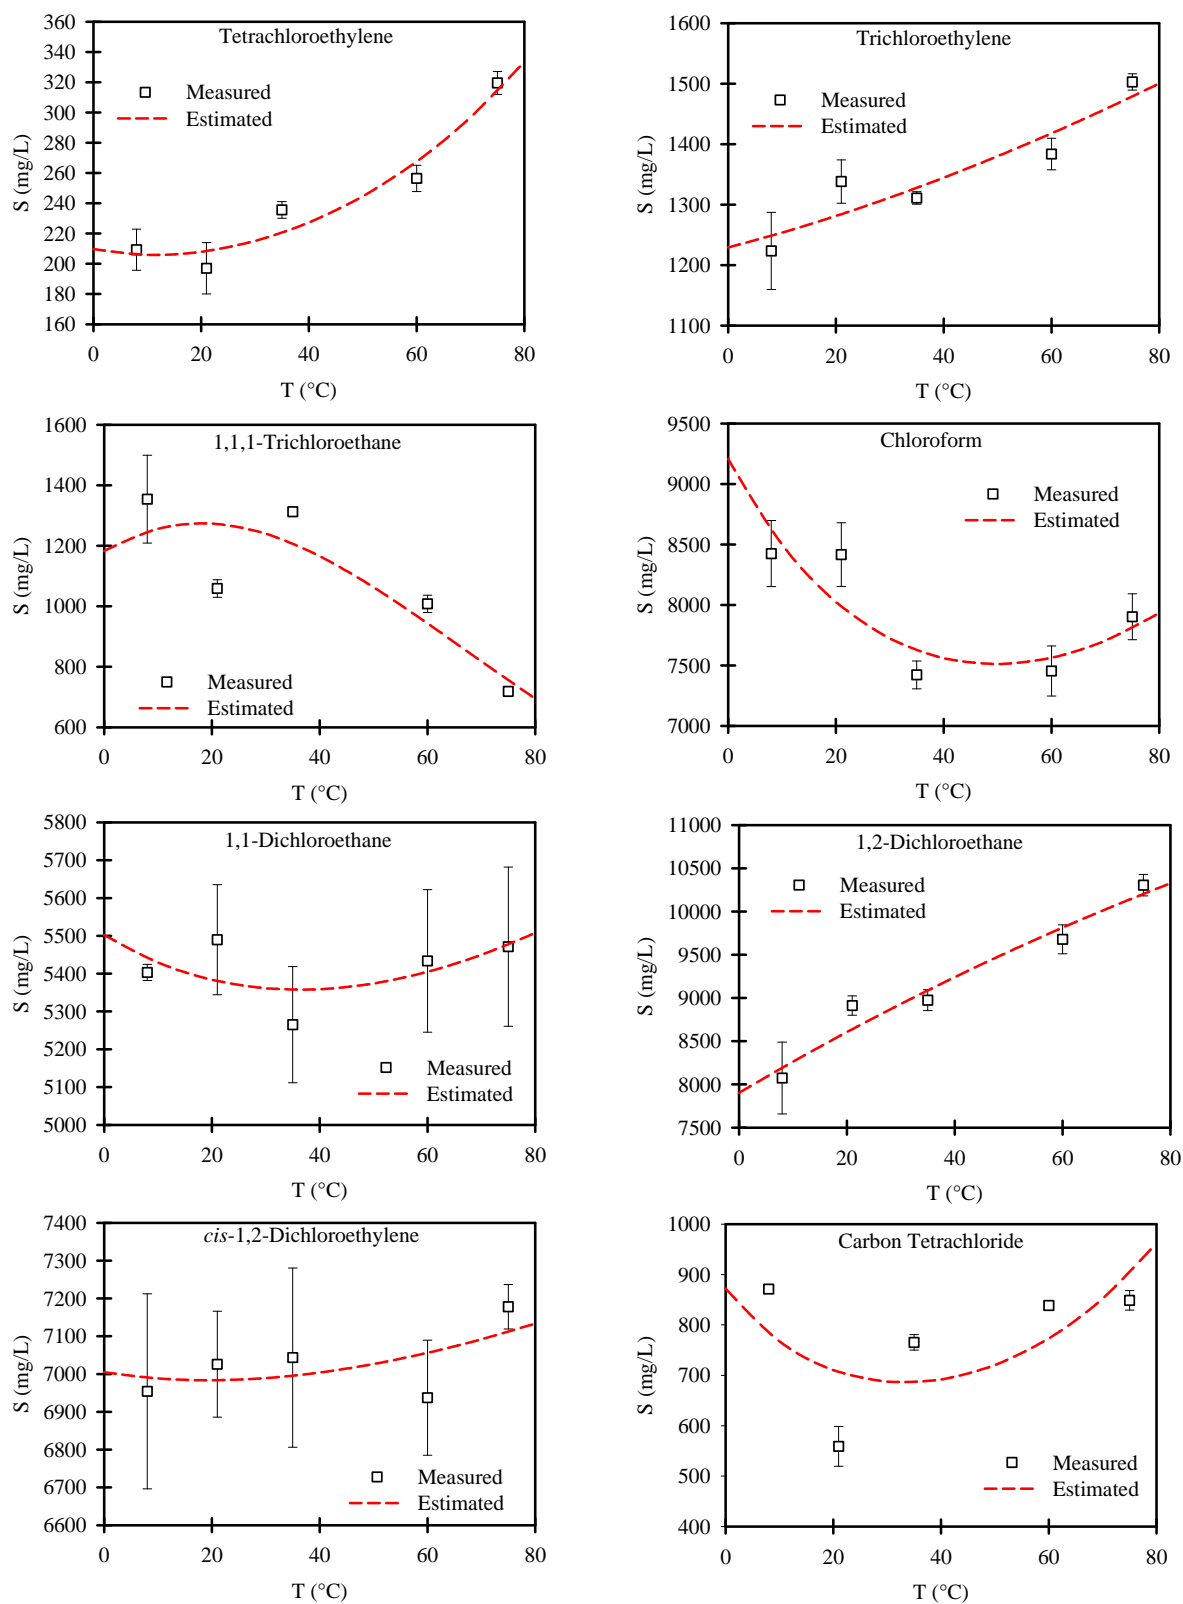 Tetrachloroethylene
Measured
Estimated
S (mg/L)
360
340
320
300
280
260
240
220
200
180
160
0 20 40 60 80
T (°C)
Trichloroethylene
Measured
Estimated
S (mg/L)
1600
1500
1400
1300
1200
1100
0 20 40 60 80
T (°C)
1,1,1-Trichloroethane
Measured
Estimated
S (mg/L)
1600
1400
1200
1000
800
600
0 20 40 60 80
T (°C)
Chloroform
Measured
Estimated
S (mg/L)
9500
9000
8500
8000
7500
7000
0 20 40 60 80
T (°C)
1,1-Dichloroethane
Measured
Estimated
S (mg/L)
5800
5700
5600
5500
5400
5300
5200
5100
5000
0 20 40 60 80
T (°C)
1,2-Dichloroethane
Measured
Estimated
S (mg/L)
11000
10500
10000
9500
9000
8500
8000
7500
0 20 40 60 80
T (°C)
cis-1,2-Dichloroethylene
Measured
Estimated
S (mg/L)
7400
7300
7200
7100
7000
6900
6800
6700
6600
0 20 40 60 80
T (°C)
Carbon Tetrachloride
Measured
Estimated
S (mg/L)
1000
900
800
700
600
500
400
0 20 40 60 80
T (°C)